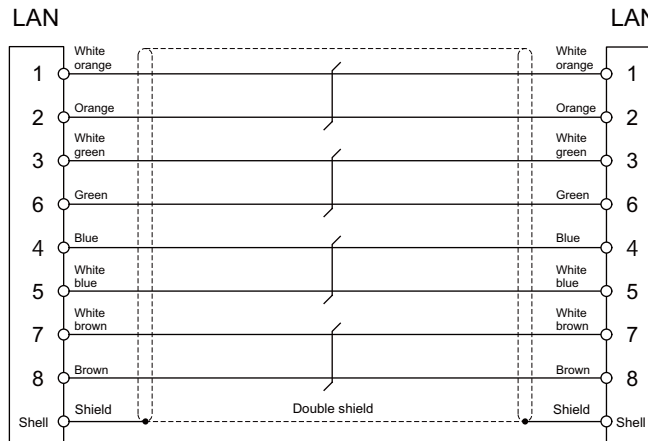 LAN LAN
White orange White orange
1 1
Orange Orange
2 2
White green White green
3 3
Green Green
6 6
Blue Blue
4 4
White blue White blue
5 5
White brown White brown
7 7
Brown Brown
8 8
Shell Shield Double shield Shield Shell